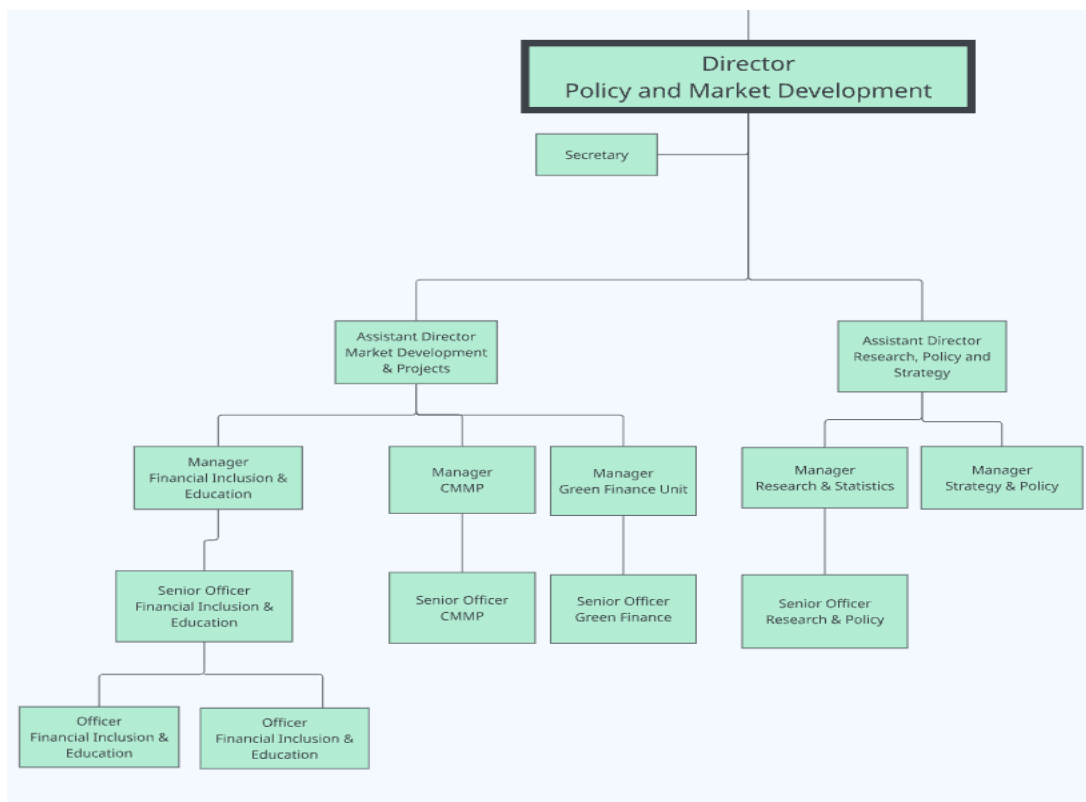 Director
Policy and Market Development
Secretary
Assistant Director
Market Development
& Projects
Assistant Director
Research, Policy and
Strategy
Manager
Financial Inclusion &
Education
Manager
CMMP
Manager
Green Finance Unit
Manager
Research & Statistics
Manager
Strategy & Policy
Senior Officer
Financial Inclusion &
Education
Senior Officer
CMMP
Senior Officer
Green Finance
Senior Officer
Research & Policy
Officer
Financial Inclusion &
Education
Officer
Financial Inclusion &
Education